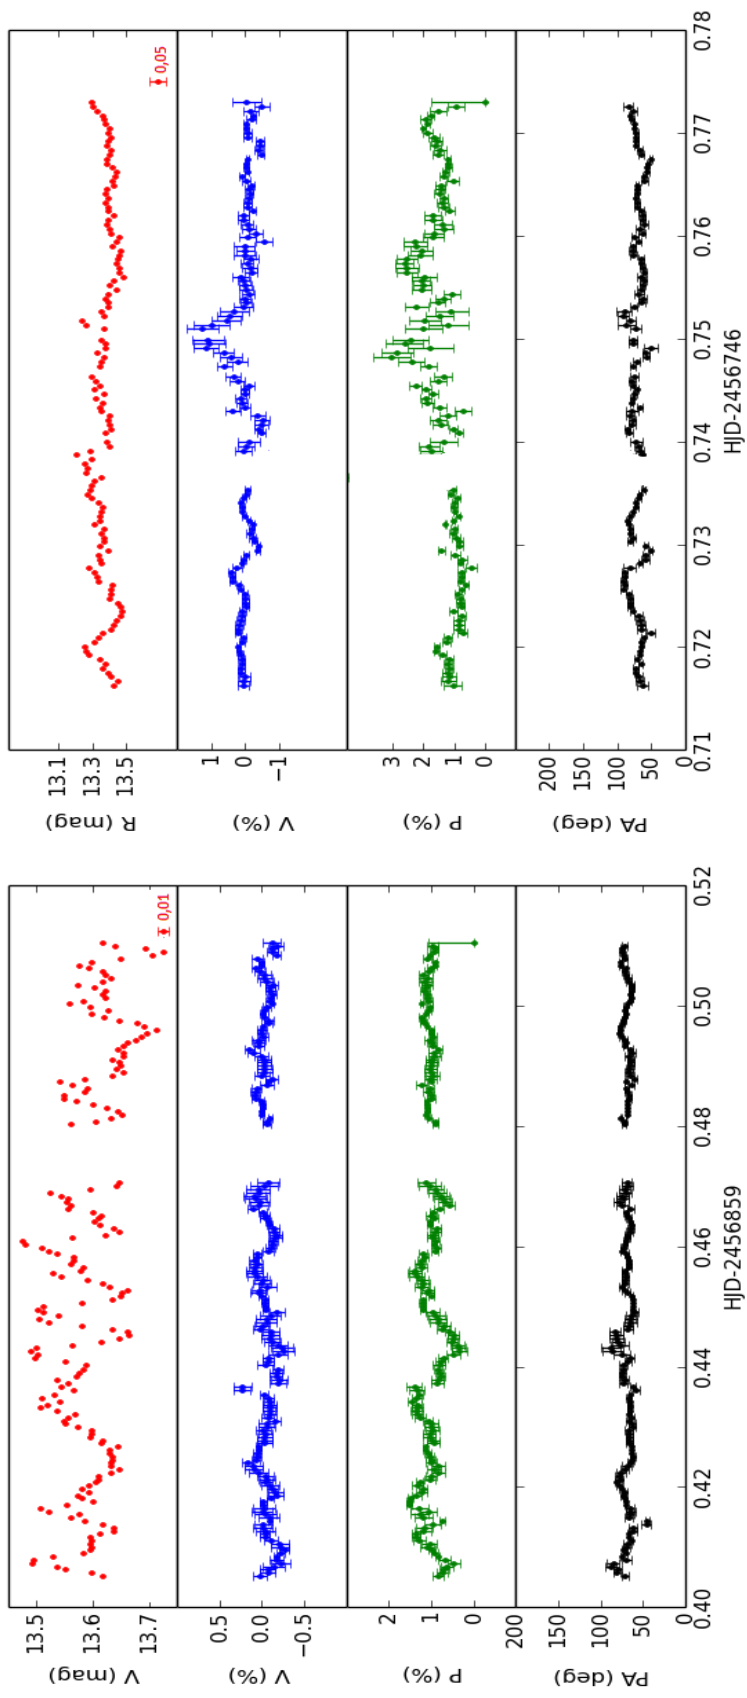 V (mag)
13.5
13.6
13.7
0,01
V (%)
0.5
0.0
−0.5
P (%)
2
1
0
PA (deg)
200
150
100
50
0
0.40 0.42 0.44 0.46 0.48 0.50 0.52
HJD-2456859
R (mag)
13.1
13.3
13.5
0,05
V (%)
1
0
−1
P (%)
3
2
1
0
PA (deg)
200
150
100
50
0
0.71 0.72 0.73 0.74 0.75 0.76 0.77 0.78
HJD-2456746